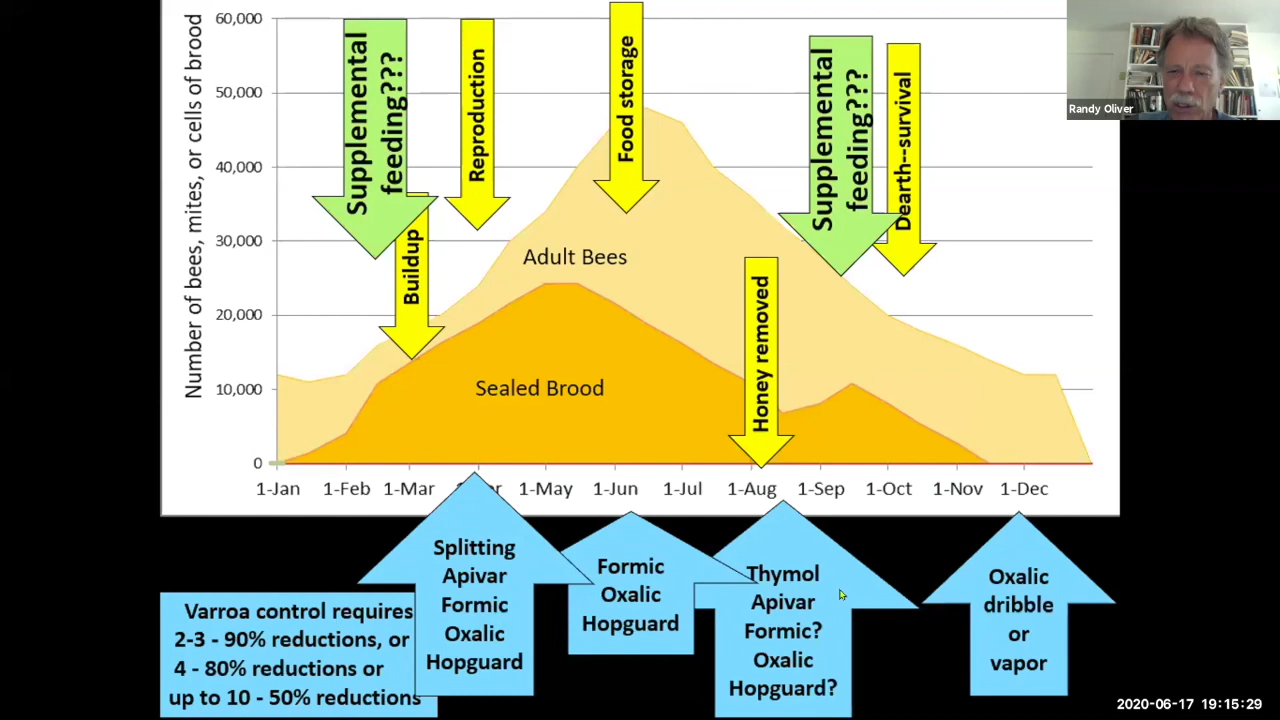 60,000
50,000
40,000
30,000
20,000
10,000
0
Number of bees, mites, or cells of brood
Supplemental
feeding???
Buildup
Reproduction
Food storage
Honey removed
Supplemental
feeding???
Dearth--survival
Adult Bees
Sealed Brood
1-Jan
1-Feb
1-Mar
1-May
1-Jun
1-Jul
1-Aug
1-Sep
1-Oct
1-Nov
1-Dec
Varroa control requires
2-3 - 90% reductions, or
4 - 80% reductions or
up to 10 - 50% reductions
Splitting
Apivar
Formic
Oxalic
Hopguard
Formic
Oxalic
Hopguard
Thymol
Apivar
Formic?
Oxalic
Hopguard?
Oxalic
dribble
or
vapor
Randy Oliver
2020-06-17 19:15:29